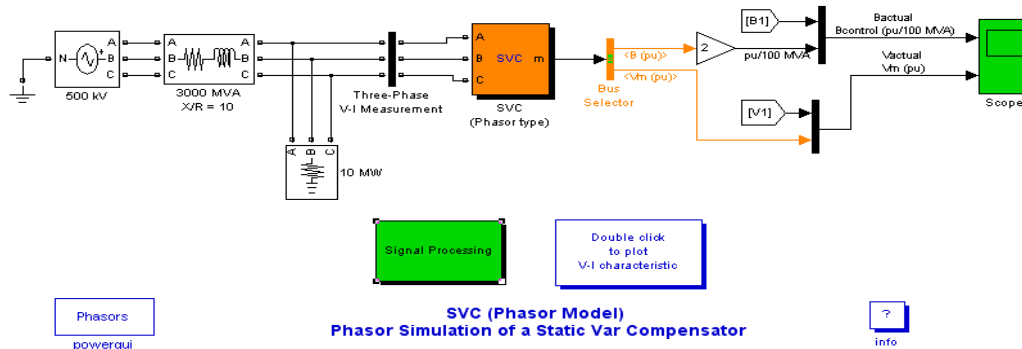 N
A
B
C
500 kV
A
B
C
A
B
C
3000 MVA
X/R = 10
Three-Phase
V-I Measurement
A
B
C
SVC
m
SVC
(Phasor type)
<B (pu)>
<Vm (pu)>
Bus
Selector
2
pu/100 MVA
[B1]
[V1]
Bactual
Bcontrol (pu/100 MVA)
Vactual
Vm (pu)
Scope
A
B
C
10 MW
Signal Processing
Double click
to plot
V-I characteristic
Phasors
powergui
SVC (Phasor Model)
Phasor Simulation of a Static Var Compensator
?
info